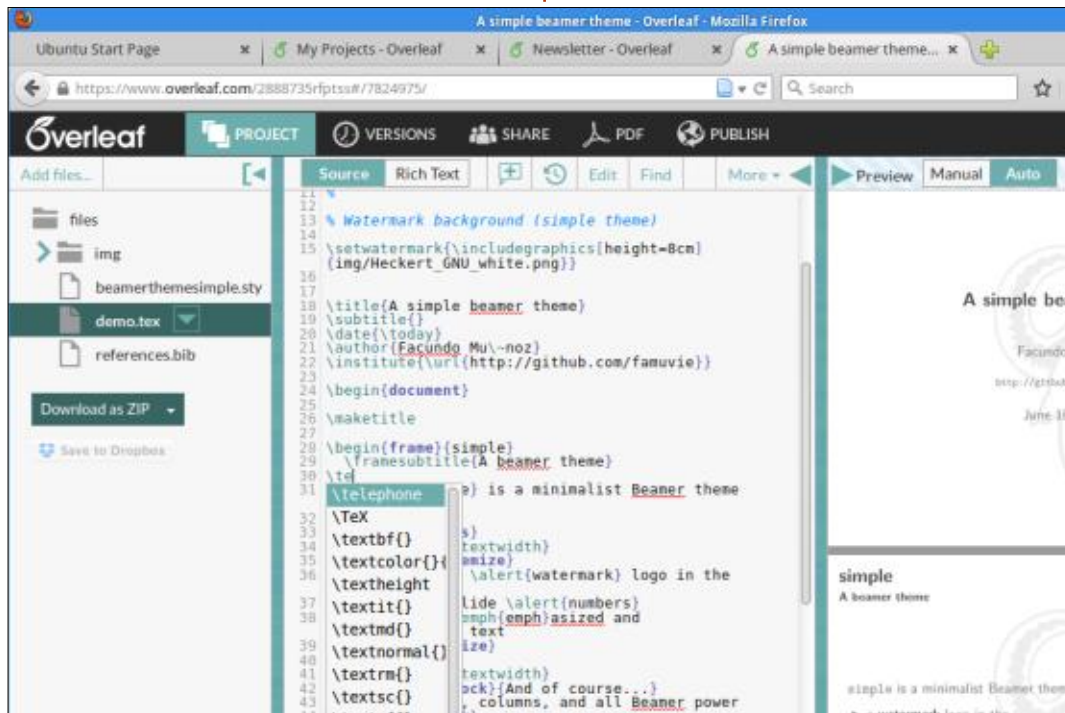 A simple beamer theme - Overleaf - Mozilla Firefox
Ubuntu Start Page
My Projects - Overleaf
Newsletter - Overleaf
A simple beamer theme...
https://www.overleaf.com/2888735rfptss#/7824975/
Search
Overleaf
PROJECT
VERSIONS
SHARE
PDF
PUBLISH
Add files...
Source
Rich Text
Edit
Find
More
Preview
Manual
Auto
files
img
beamerthemesimple.sty
demo.tex
references.bib
Download as ZIP
Save to Dropbox
11 %
12
13 % Watermark background (simple theme)
14
15 \setwatermark{\includegraphics[height=8cm]
{img/Heckert_GNU_white.png}}
16
17
18 \title{A simple beamer theme}
19 \subtitle{}
20 \date{\today}
21 \author{Facundo Mu\~noz}
22 \institute{\url{http://github.com/famuvie}}
23
24 \begin{document}
25
26 \maketitle
27
28 \begin{frame}{simple}
29 \framesubtitle{A beamer theme}
30 \te
31 e} is a minimalist Beamer theme
32
33 s}
34 textwidth}
35 emize}
36 \alert{watermark} logo in the
37 lide \alert{numbers}
38 emph{emph}asized and
text
39 ize}
40
41 textwidth}
42 ock}{And of course...}
43 , columns, and all Beamer power
\telephone
\TeX
\textbf{}
\textcolor{}{
\textheight
\textit{}
\textmd{}
\textnormal{}
\textrm{}
\textsc{}
A simple be
Facundo
http://github
June 1
simple
A beamer theme
simple is a minimalist Beamer them